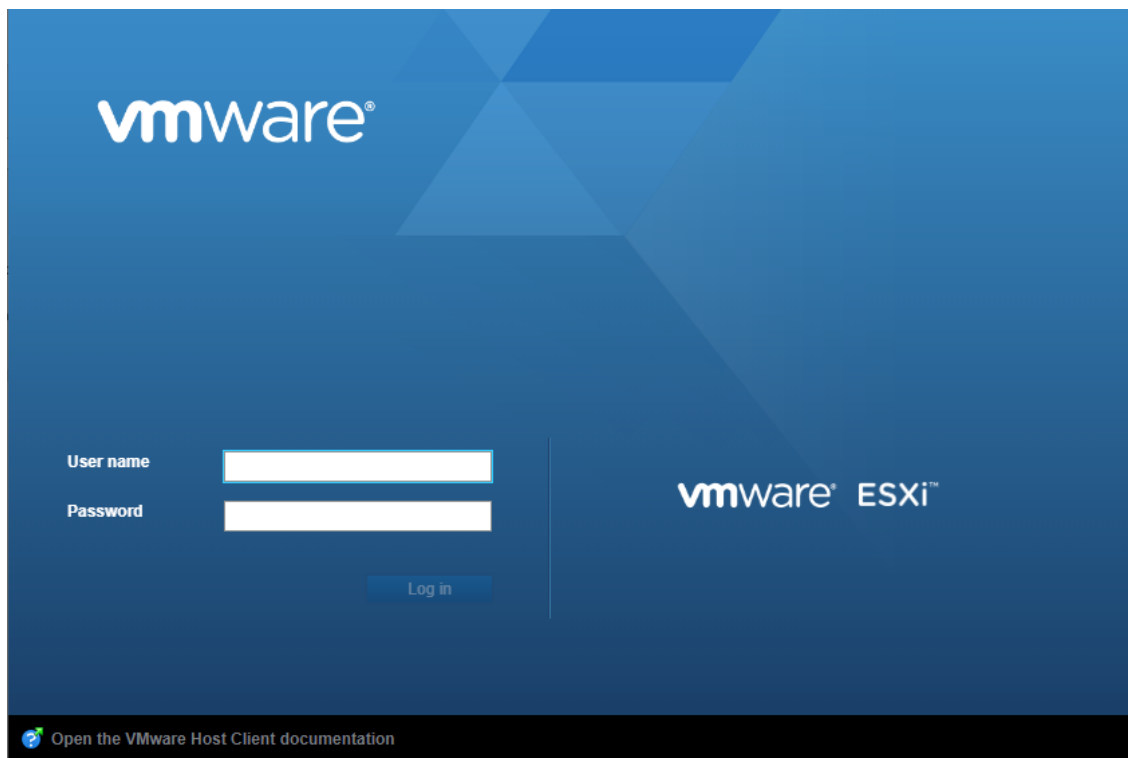 vmware®
User name
Password
vmware® ESXi™
Log in
Open the VMware Host Client documentation